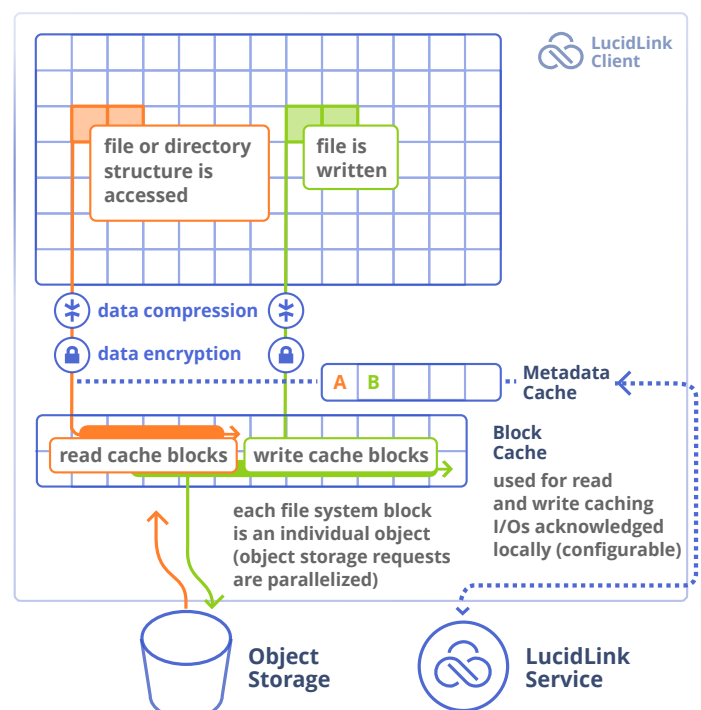 LucidLink
Client
file or directory
structure is
accessed
file is
written
data compression
data encryption
A B
Metadata
Cache
read cache blocks
write cache blocks
Block
Cache
used for read
and write caching
I/Os acknowledged
locally (configurable)
each file system block
is an individual object
(object storage requests
are parallelized)
Object
Storage
LucidLink
Service